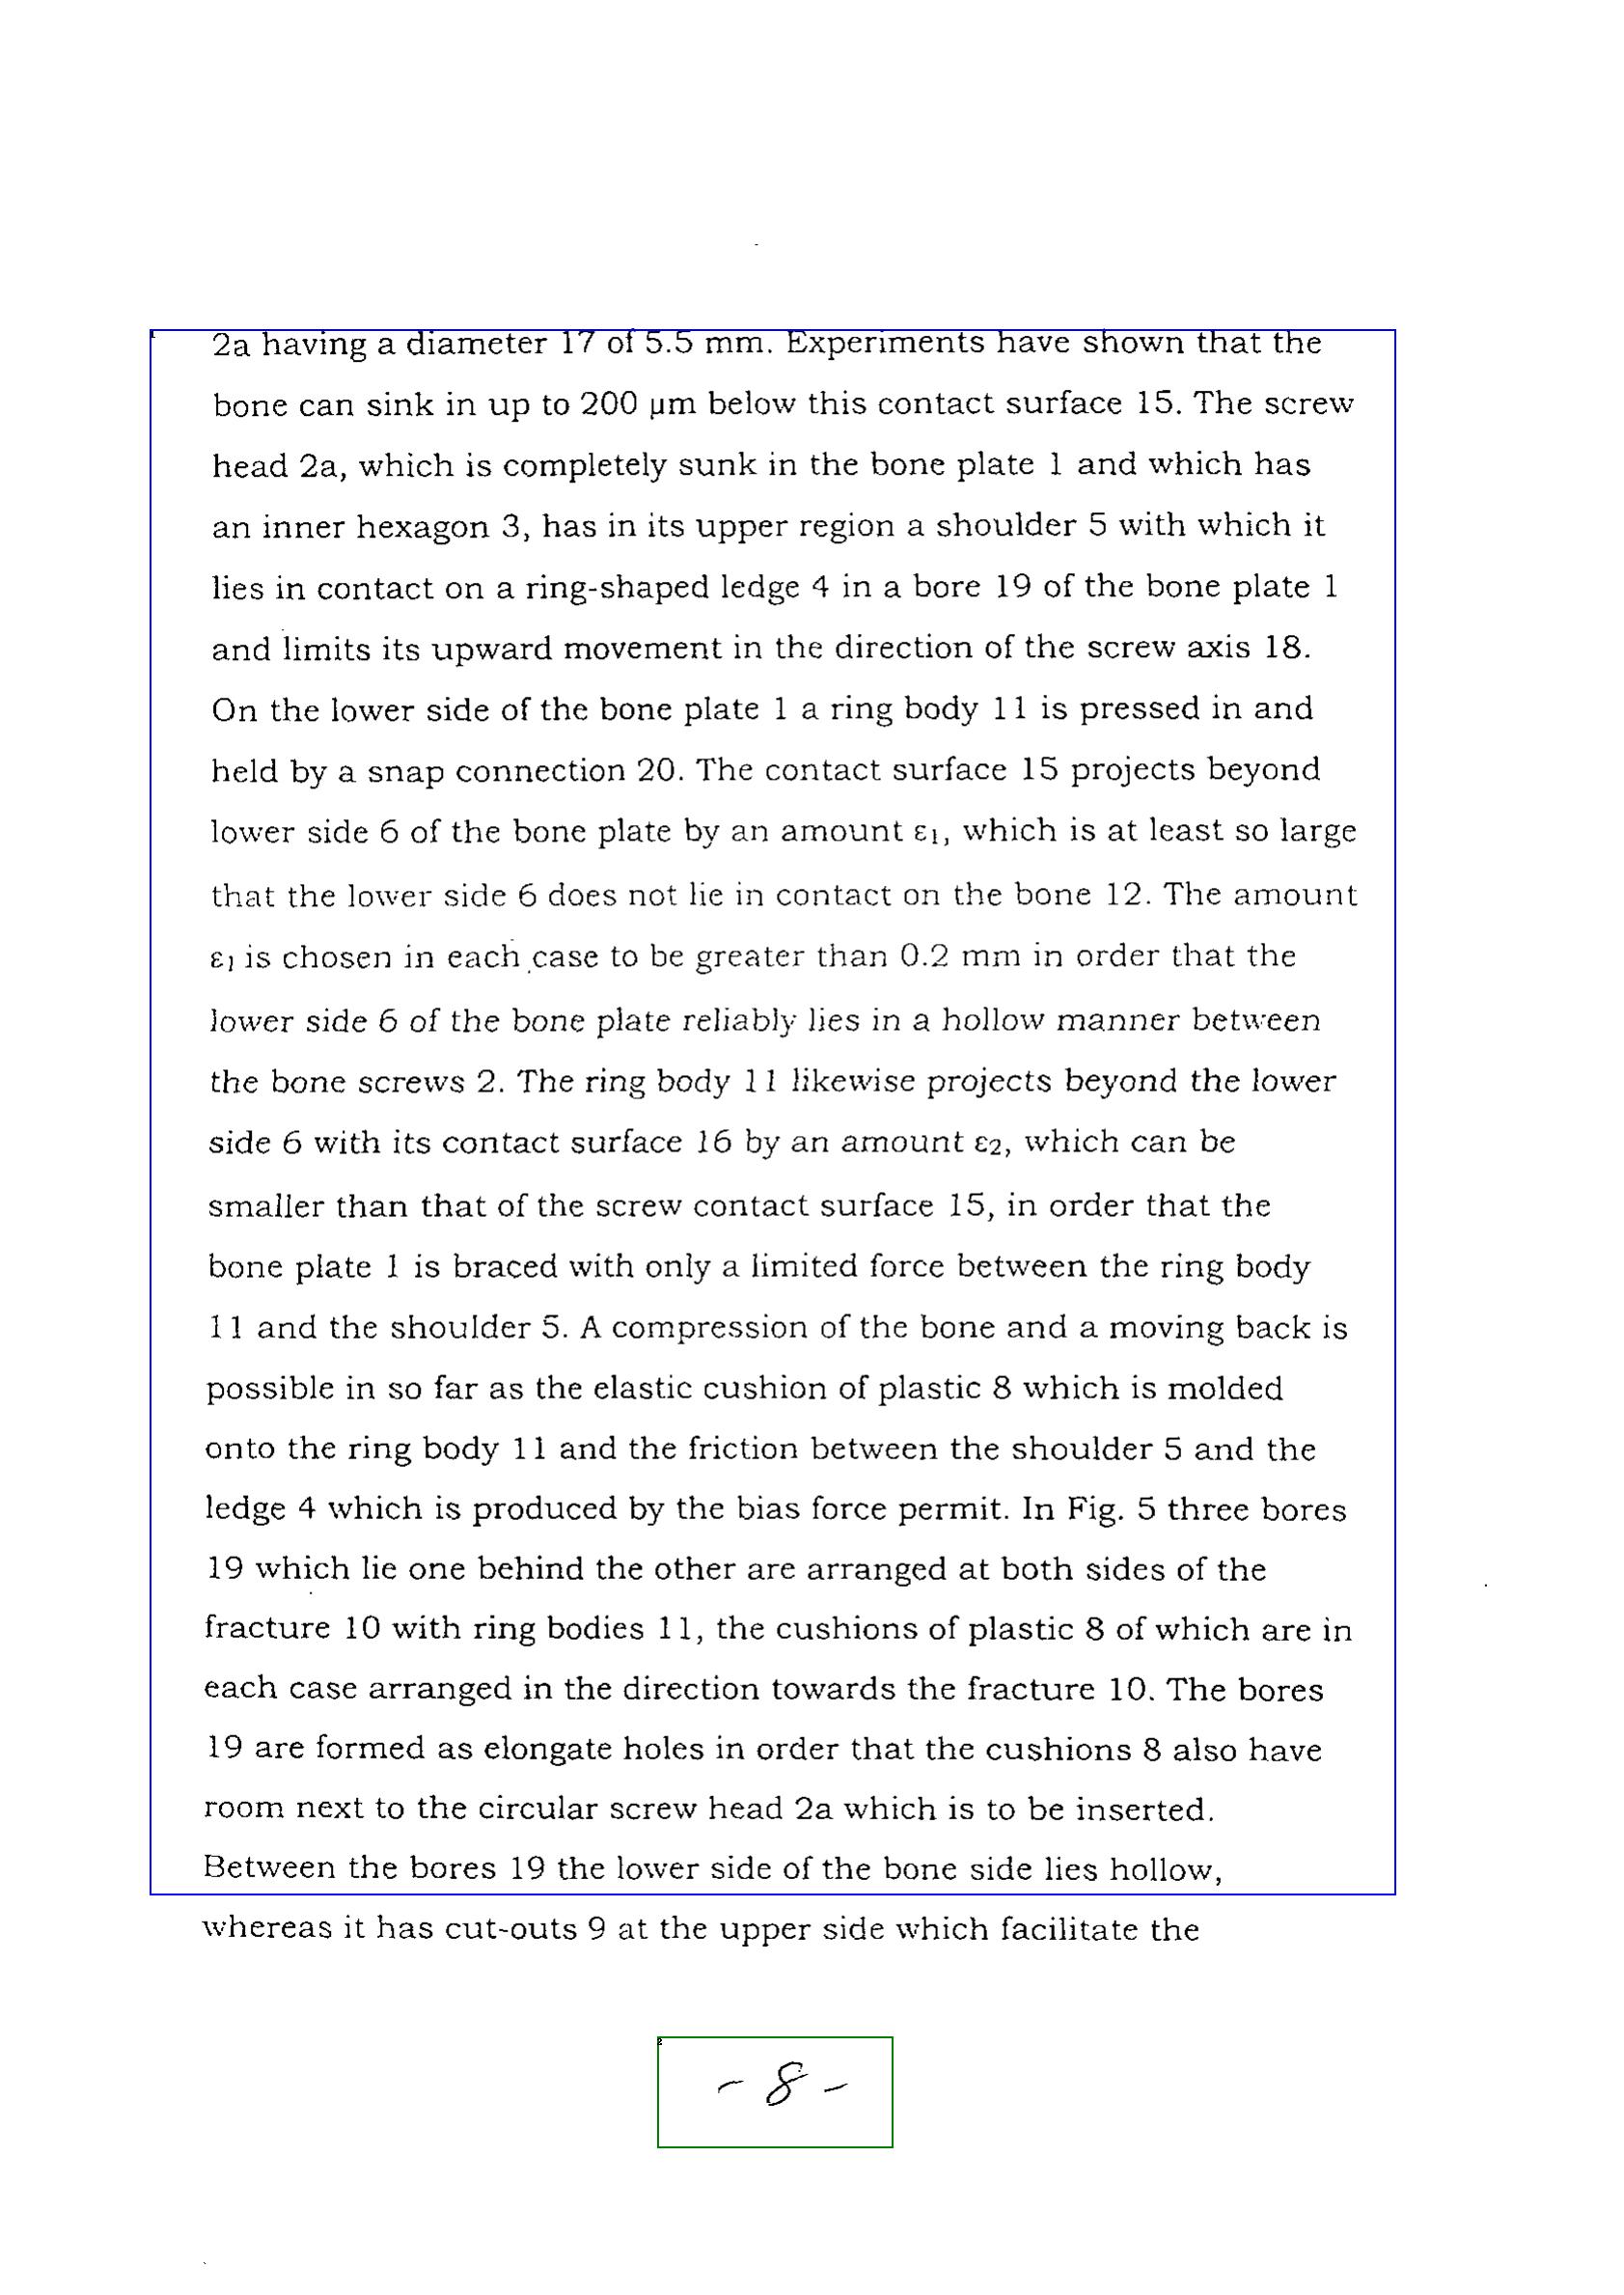 2a having a diameter 17 of 5.5 mm. Experiments have shown that the
bone can sink in up to 200 µm below this contact surface 15. The screw
head 2a, which is completely sunk in the bone plate 1 and which has
an inner hexagon 3, has in its upper region a shoulder 5 with which it
lies in contact on a ring-shaped ledge 4 in a bore 19 of the bone plate 1
and limits its upward movement in the direction of the screw axis 18.
On the lower side of the bone plate 1 a ring body 11 is pressed in and
held by a snap connection 20. The contact surface 15 projects beyond
lower side 6 of the bone plate by an amount ε₁, which is at least so large
that the lower side 6 does not lie in contact on the bone 12. The amount
ε₁ is chosen in each case to be greater than 0.2 mm in order that the
lower side 6 of the bone plate reliably lies in a hollow manner between
the bone screws 2. The ring body 11 likewise projects beyond the lower
side 6 with its contact surface 16 by an amount ε₂, which can be
smaller than that of the screw contact surface 15, in order that the
bone plate 1 is braced with only a limited force between the ring body
11 and the shoulder 5. A compression of the bone and a moving back is
possible in so far as the elastic cushion of plastic 8 which is molded
onto the ring body 11 and the friction between the shoulder 5 and the
ledge 4 which is produced by the bias force permit. In Fig. 5 three bores
19 which lie one behind the other are arranged at both sides of the
fracture 10 with ring bodies 11, the cushions of plastic 8 of which are in
each case arranged in the direction towards the fracture 10. The bores
19 are formed as elongate holes in order that the cushions 8 also have
room next to the circular screw head 2a which is to be inserted.
Between the bores 19 the lower side of the bone side lies hollow,
whereas it has cut-outs 9 at the upper side which facilitate the
- 8 -